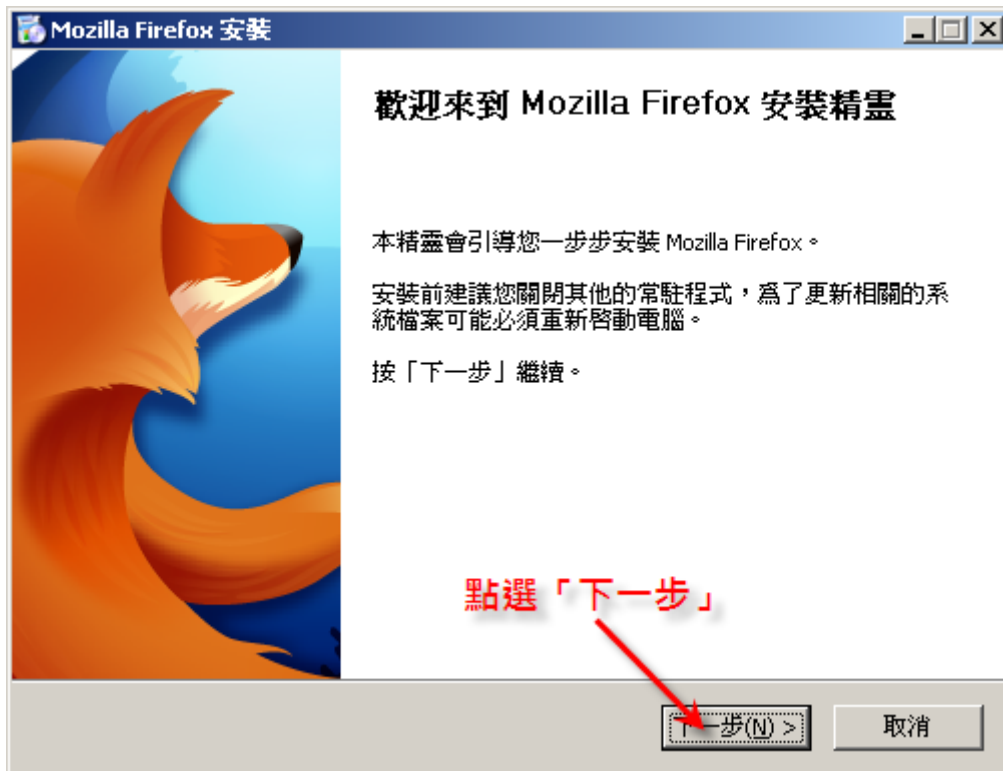 Mozilla Firefox 安裝
歡迎來到 Mozilla Firefox 安裝精靈
本精靈會引導您一步步安裝 Mozilla Firefox。
安裝前建議您關閉其他的常駐程式，為了更新相關的系
統檔案可能必須重新啓動電腦。
按「下一步」繼續。
點選「下一步」
下一步(N) >
取消